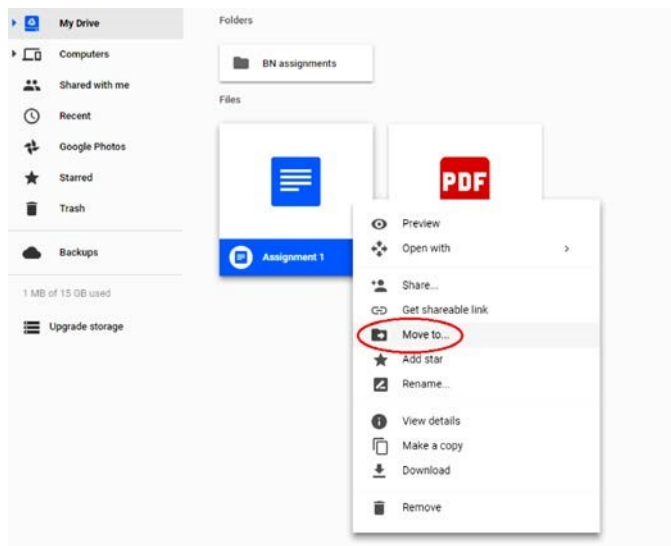 My Drive
Computers
Shared with me
Recent
Google Photos
Starred
Trash
Backups
1 MB of 15 GB used
Upgrade storage
Folders
BN assignments
Files
Assignment 1
PDF
Preview
Open with
Share...
Get shareable link
Move to...
Add star
Rename...
View details
Make a copy
Download
Remove